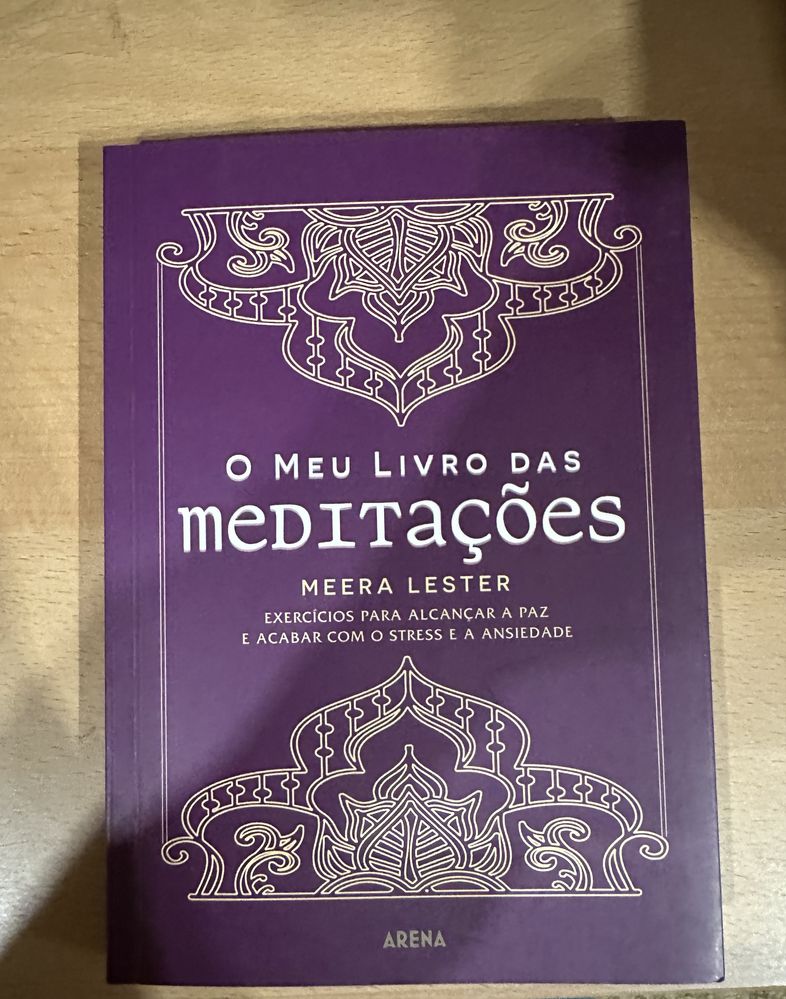 O MEU LIVRO DAS
MEDITAÇÕES
MEERA LESTER
EXERCÍCIOS PARA ALCANÇAR A PAZ
E ACABAR COM O STRESS E A ANSIEDADE
ARENA